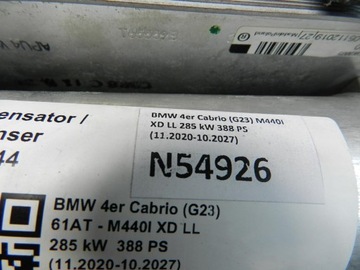 BMW 4er Cabrio (G23) M440I
XD LL 285 kW 388 PS
(11.2020-10.2027)
N54926
ensator /
nser
44
BMW 4er Cabrio (G23)
61AT - M440I XD LL
285 kW 388 PS
(11.2020-10.2027)